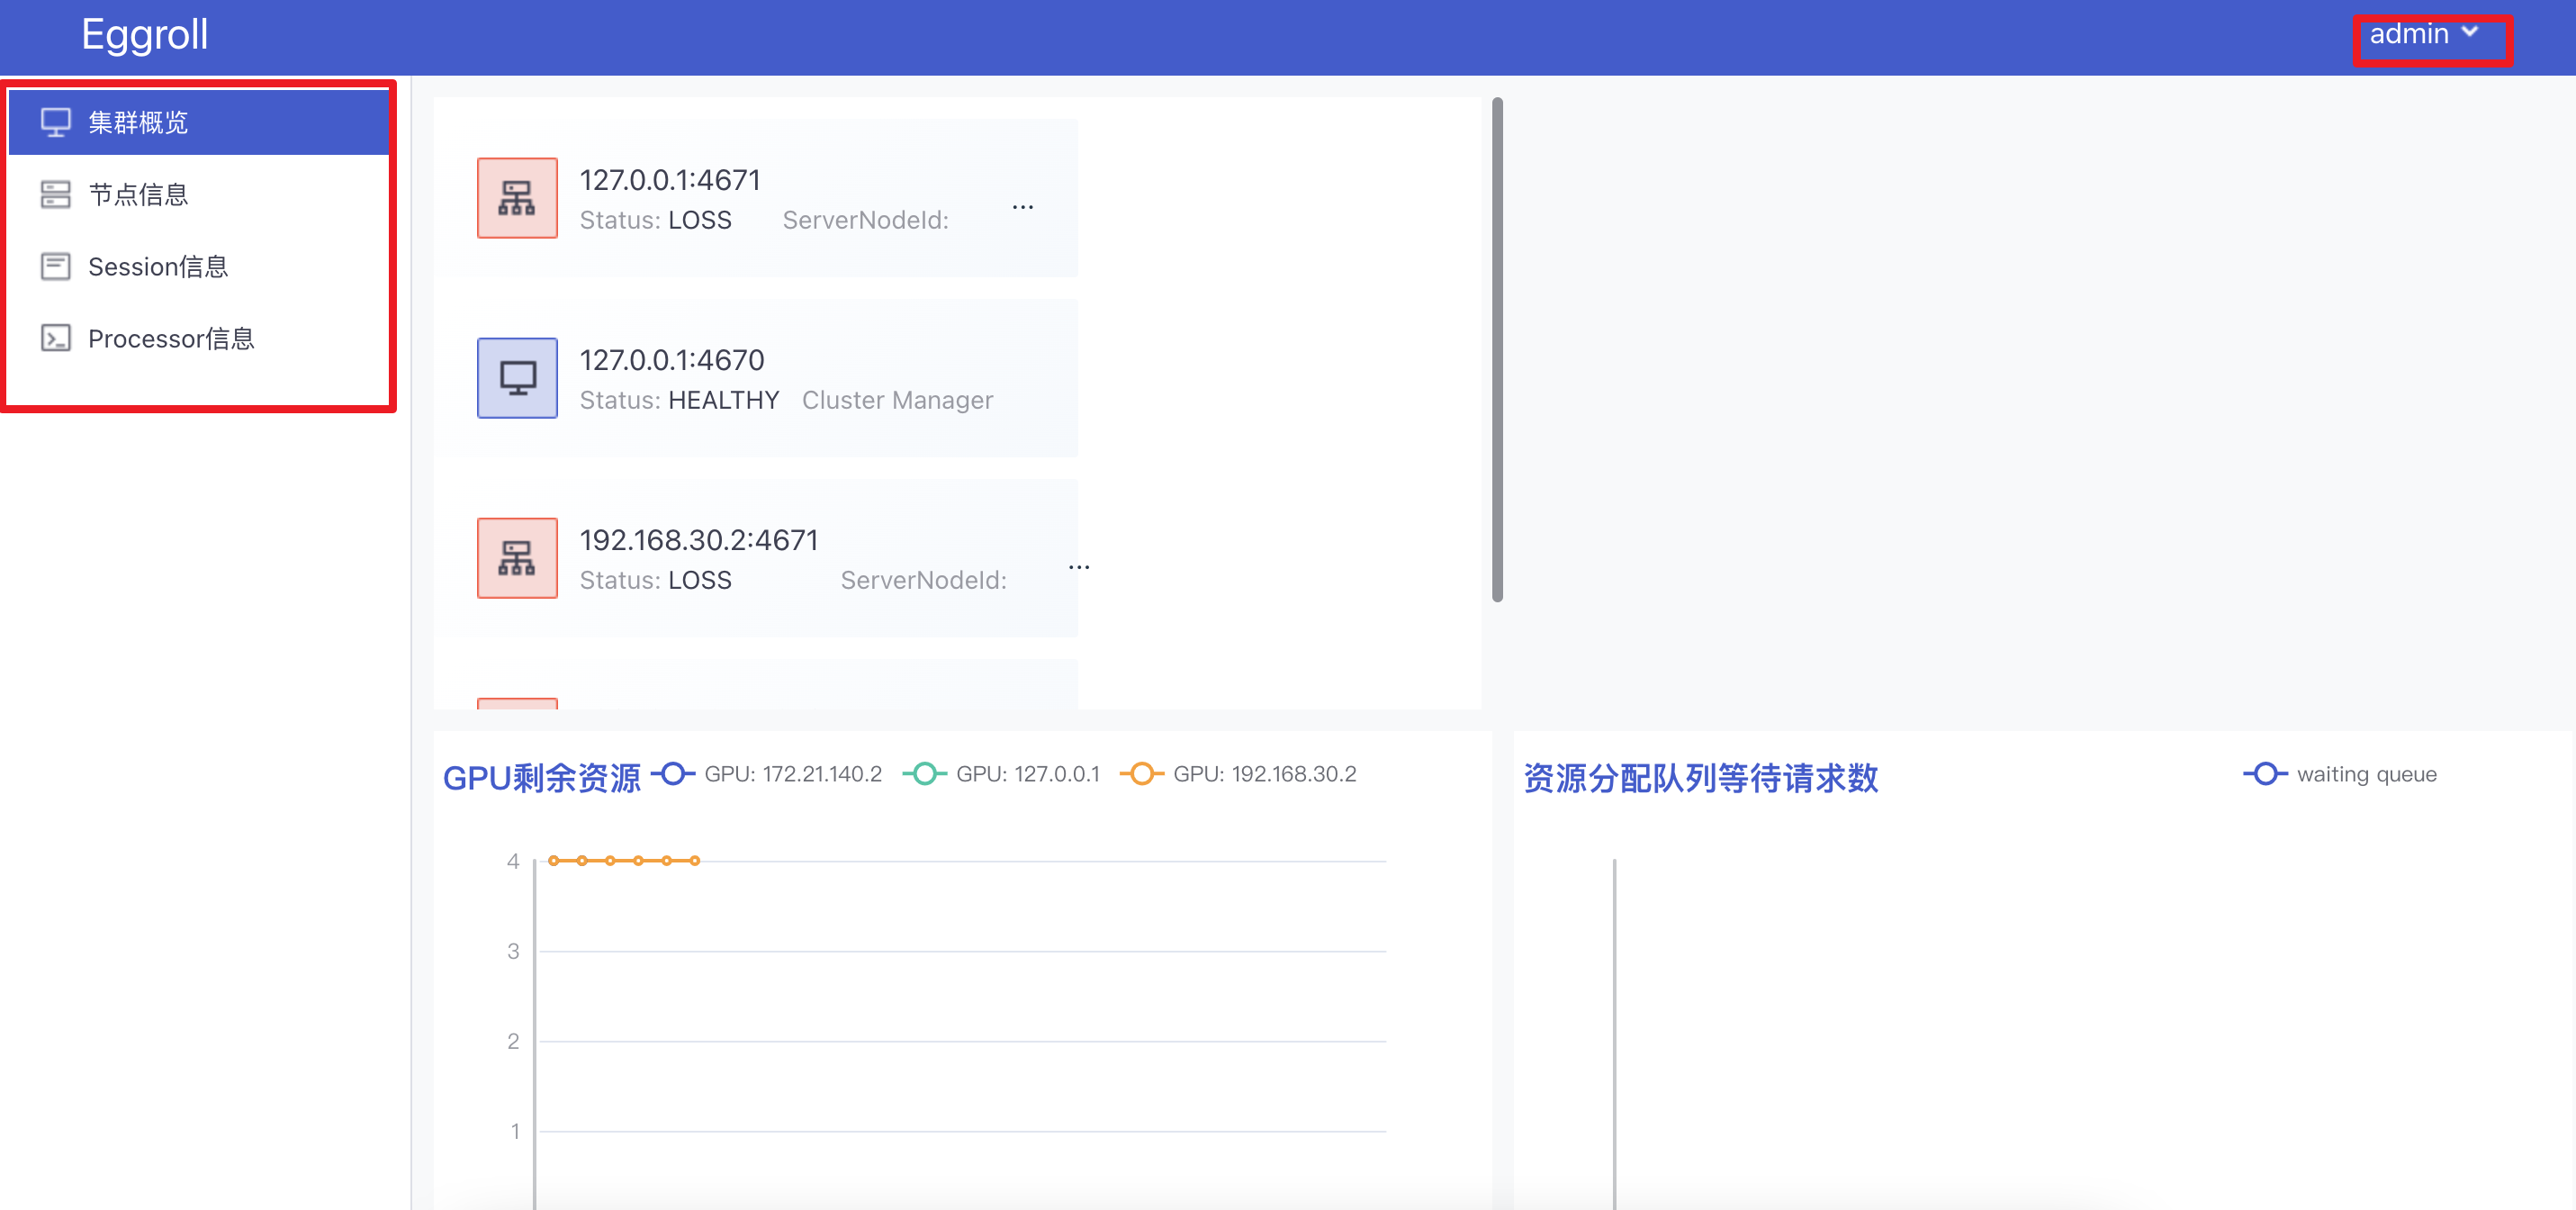 Eggroll
admin
集群概览
节点信息
Session信息
Processor信息
127.0.0.1:4671
Status: LOSS ServerNodeId: ...
127.0.0.1:4670
Status: HEALTHY Cluster Manager
192.168.30.2:4671
Status: LOSS ServerNodeId: ...
GPU剩余资源 GPU: 172.21.140.2 GPU: 127.0.0.1 GPU: 192.168.30.2
4
3
2
1
资源分配队列等待请求数 waiting queue